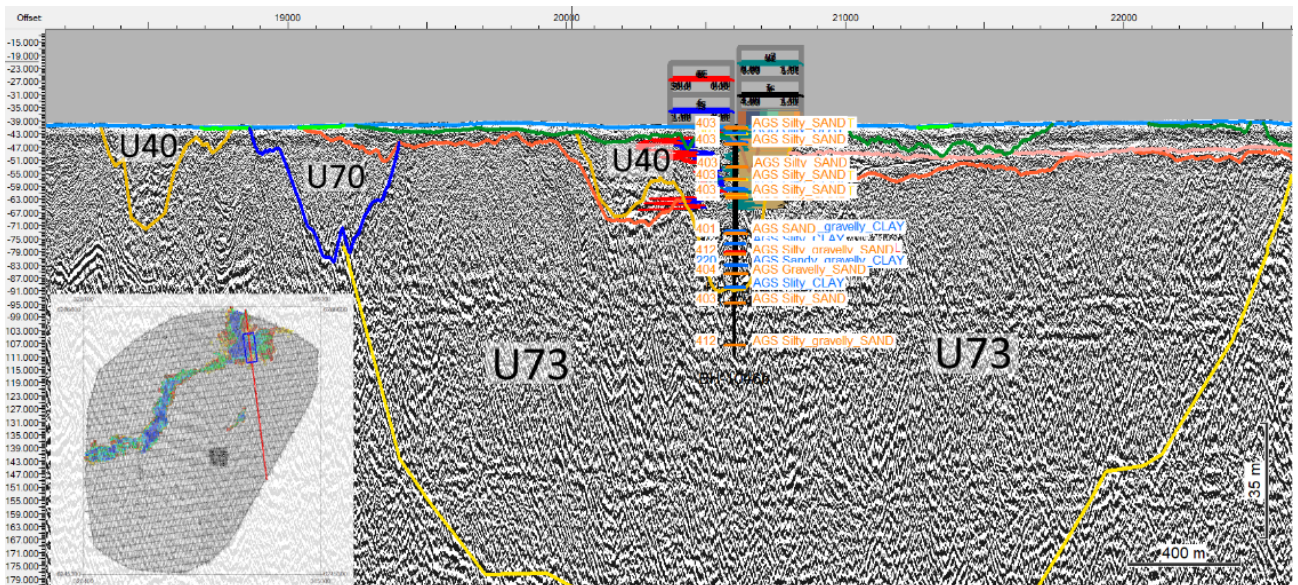 Offset 19000 20000 21000 22000
-15.000
-19.000
-23.000
-27.000
-31.000
-35.000
-39.000
-43.000
-47.000
-51.000
-55.000
-59.000
-63.000
-67.000
-71.000
-75.000
-79.000
-83.000
-87.000
-91.000
-95.000
-99.000
-103.000
-107.000
-111.000
-115.000
-119.000
-123.000
-127.000
-131.000
-135.000
-139.000
-143.000
-147.000
-151.000
-155.000
-159.000
-163.000
-167.000
-171.000
-175.000
-179.000
U40
U70
U40
403 AGS Silty_SAND
403 AGS Silty_SAND
403 AGS Silty_SAND
403 AGS Silty_SAND
403 AGS Silty_SAND
401 AGS SAND _gravelly_CLAY
AGS Silty_CLAY
412 AGS Silty_gravelly_SAND
220 AGS Sandy_gravelly_CLAY
404 AGS Gravelly_SAND
AGS Silty_CLAY
403 AGS Silty_SAND
412 AGS Silty_gravelly_SAND
U73
U73
35 m
400 m